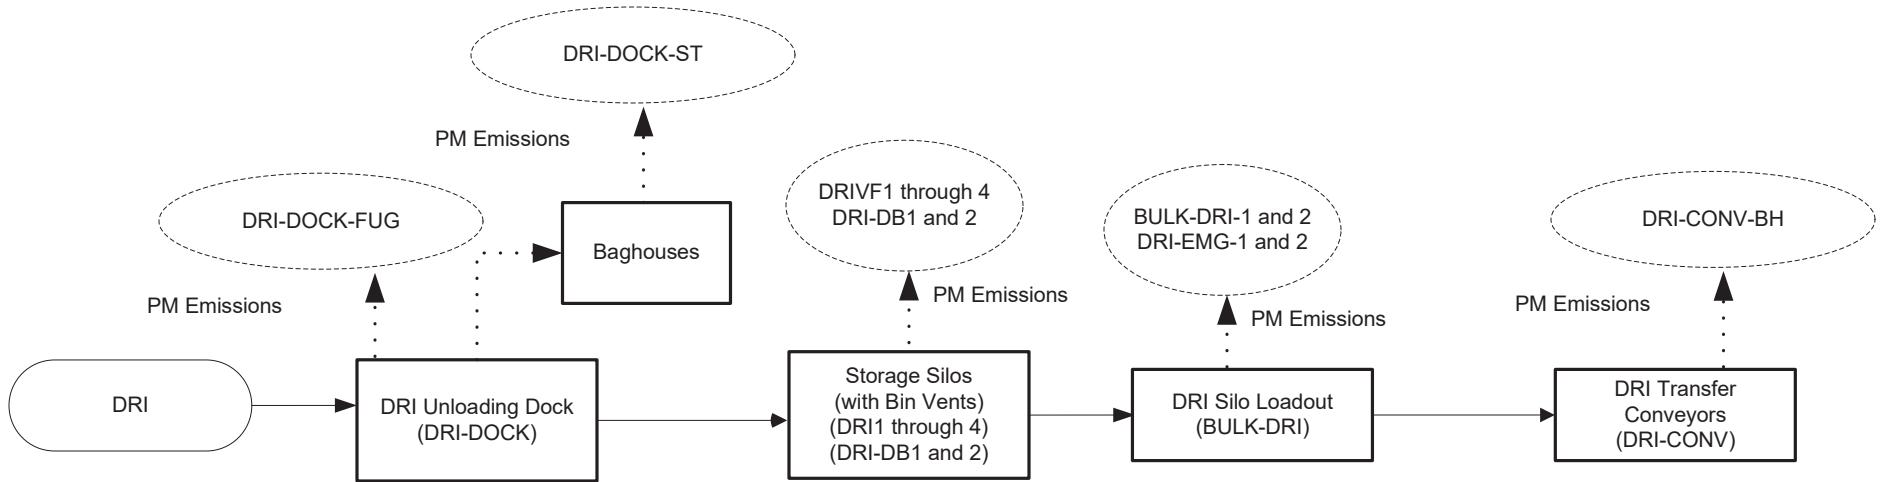 DRI-DOCK-ST
PM Emissions
DRI-DOCK-FUG
Baghouses
PM Emissions
DRIVF1 through 4
DRI-DB1 and 2
PM Emissions
BULK-DRI-1 and 2
DRI-EMG-1 and 2
PM Emissions
DRI-CONV-BH
PM Emissions
DRI
DRI Unloading Dock
(DRI-DOCK)
Storage Silos
(with Bin Vents)
(DRI1 through 4)
(DRI-DB1 and 2)
DRI Silo Loadout
(BULK-DRI)
DRI Transfer
Conveyors
(DRI-CONV)